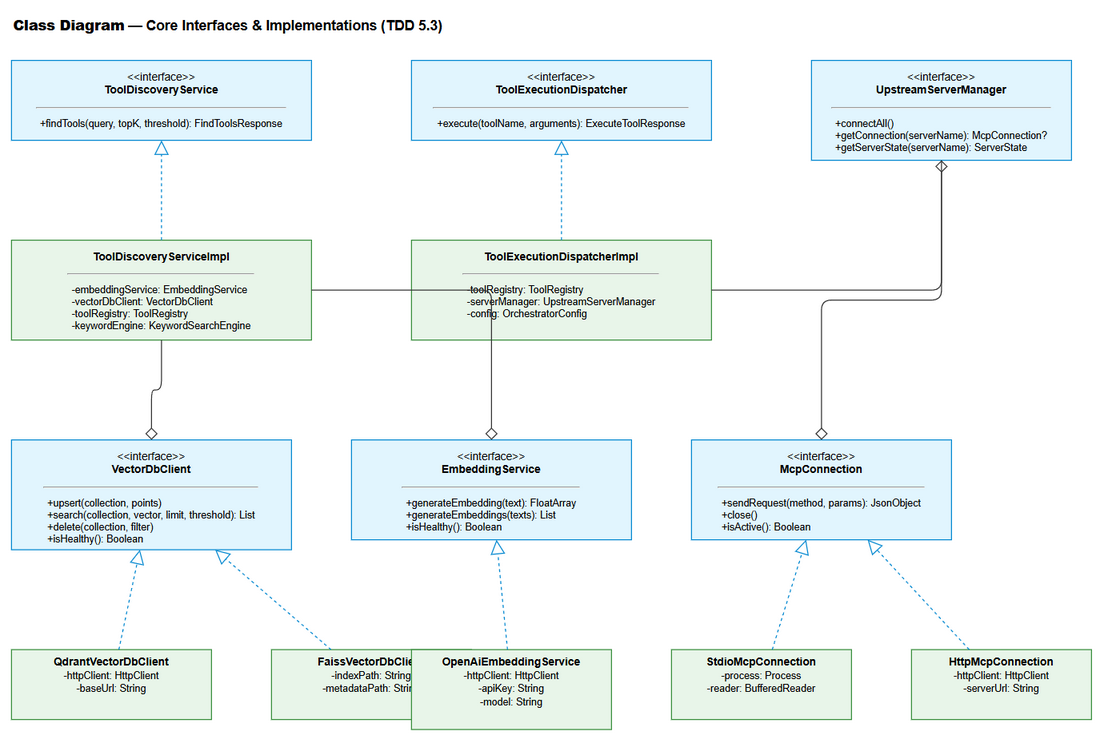 Class Diagram — Core Interfaces & Implementations (TDD 5.3)
<<interface>>
ToolDiscoveryService
+findTools(query, topK, threshold): FindToolsResponse
<<interface>>
ToolExecutionDispatcher
+execute(toolName, arguments): ExecuteToolResponse
<<interface>>
UpstreamServerManager
+connectAll()
+getConnection(serverName): McpConnection?
+getServerState(serverName): ServerState
ToolDiscoveryServiceImpl
-embeddingService: EmbeddingService
-vectorDbClient: VectorDbClient
-toolRegistry: ToolRegistry
-keywordEngine: KeywordSearchEngine
ToolExecutionDispatcherImpl
-toolRegistry: ToolRegistry
-serverManager: UpstreamServerManager
-config: OrchestratorConfig
<<interface>>
VectorDbClient
+upsert(collection, points)
+search(collection, vector, limit, threshold): List
+delete(collection, filter)
+isHealthy(): Boolean
<<interface>>
EmbeddingService
+generateEmbedding(text): FloatArray
+generateEmbeddings(texts): List
+isHealthy(): Boolean
<<interface>>
McpConnection
+sendRequest(method, params): JsonObject
+close()
+isActive(): Boolean
QdrantVectorDbClient
-httpClient: HttpClient
-baseUrl: String
FaissVectorDbClie
-indexPath: String
-metadataPath: Strin
OpenAiEmbeddingService
-httpClient: HttpClient
-apiKey: String
-model: String
StdioMcpConnection
-process: Process
-reader: BufferedReader
HttpMcpConnection
-httpClient: HttpClient
-serverUrl: String